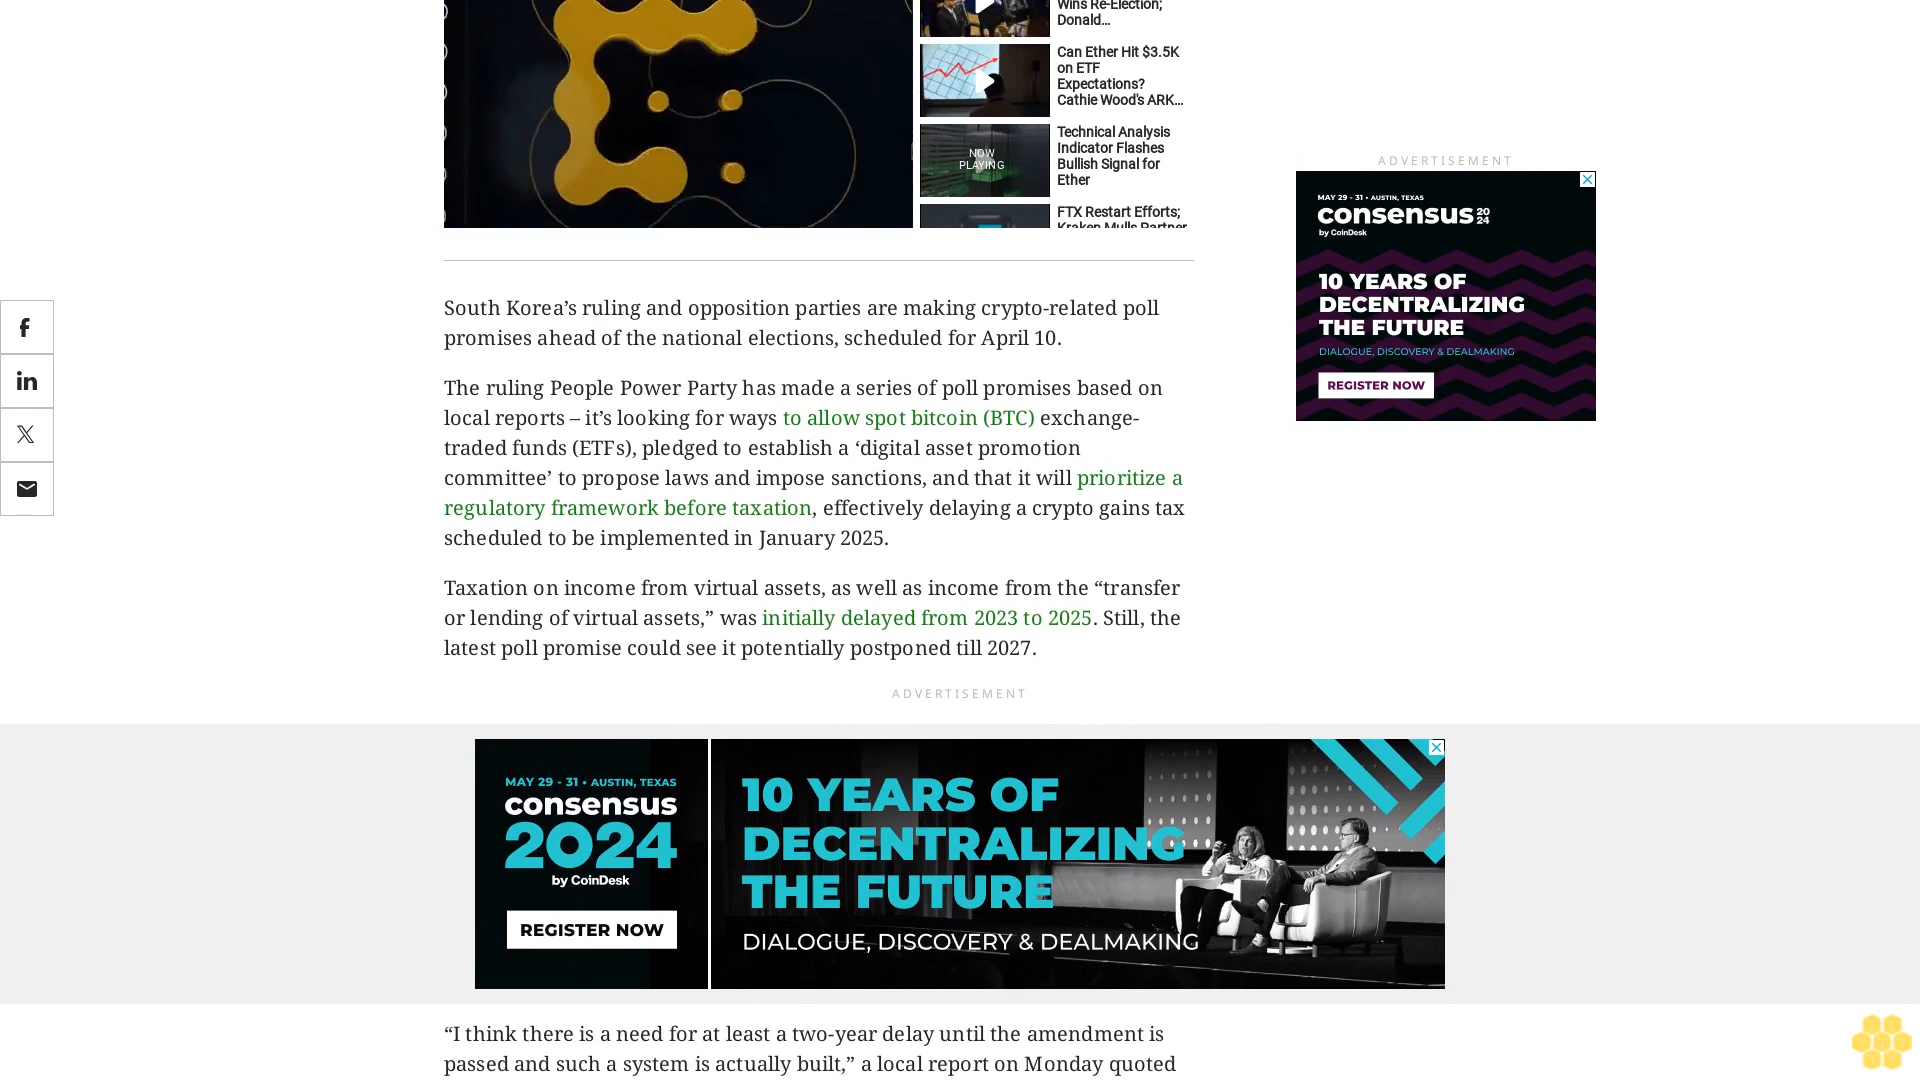 Wins Re-Election;
Donald...
Can Ether Hit $3.5K
on ETF
Expectations?
Cathie Wood's ARK...
NOW
PLAYING
Technical Analysis
Indicator Flashes
Bullish Signal for
Ether
FTX Restart Efforts;
Kraken Mulls Partner
ADVERTISEMENT
MAY 29 - 31 • AUSTIN, TEXAS
consensus 20
24
by CoinDesk
10 YEARS OF
DECENTRALIZING
THE FUTURE
DIALOGUE, DISCOVERY & DEALMAKING
REGISTER NOW
South Korea’s ruling and opposition parties are making crypto-related poll
promises ahead of the national elections, scheduled for April 10.
The ruling People Power Party has made a series of poll promises based on
local reports – it’s looking for ways to allow spot bitcoin (BTC) exchange-
traded funds (ETFs), pledged to establish a ‘digital asset promotion
committee’ to propose laws and impose sanctions, and that it will prioritize a
regulatory framework before taxation, effectively delaying a crypto gains tax
scheduled to be implemented in January 2025.
Taxation on income from virtual assets, as well as income from the “transfer
or lending of virtual assets,” was initially delayed from 2023 to 2025. Still, the
latest poll promise could see it potentially postponed till 2027.
ADVERTISEMENT
MAY 29 - 31 • AUSTIN, TEXAS
consensus
2024
by CoinDesk
REGISTER NOW
10 YEARS OF
DECENTRALIZING
THE FUTURE
DIALOGUE, DISCOVERY & DEALMAKING
“I think there is a need for at least a two-year delay until the amendment is
passed and such a system is actually built,” a local report on Monday quoted